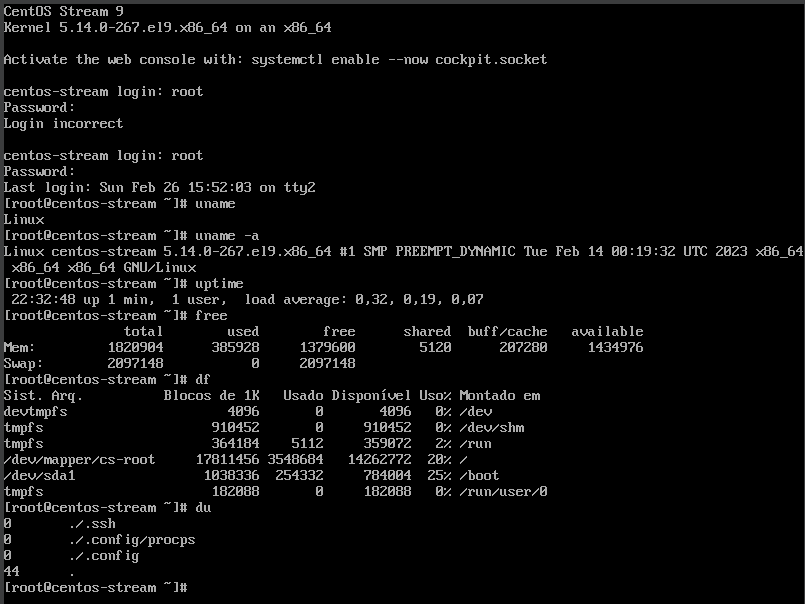 CentOS Stream 9
Kernel 5.14.0-267.el9.x86_64 on an x86_64
Activate the web console with: systemctl enable --now cockpit.socket
centos-stream login: root
Password:
Login incorrect
centos-stream login: root
Password:
Last login: Sun Feb 26 15:52:03 on tty2
[root@centos-stream ~]# uname
Linux
[root@centos-stream ~]# uname -a
Linux centos-stream 5.14.0-267.el9.x86_64 #1 SMP PREEMPT_DYNAMIC Tue Feb 14 00:19:32 UTC 2023 x86_64
 x86_64 x86_64 GNU/Linux
[root@centos-stream ~]# uptime
 22:32:48 up 1 min,  1 user,  load average: 0,32, 0,19, 0,07
[root@centos-stream ~]# free
               total        used        free      shared  buff/cache   available
Mem:         1820904      385928     1379600        5120      207280     1434976
Swap:        2097148           0     2097148
[root@centos-stream ~]# df
Sist. Arq.          Blocos de 1K   Usado Disponível Uso% Montado em
devtmpfs                    4096       0       4096   0% /dev
tmpfs                     910452       0     910452   0% /dev/shm
tmpfs                     364184    5112     359072   2% /run
/dev/mapper/cs-root     17811456 3548684   14262772  20% /
/dev/sda1                1038336  254332     784004  25% /boot
tmpfs                     182088       0     182088   0% /run/user/0
[root@centos-stream ~]# du
0       ./.ssh
0       ./.config/procps
0       ./.config
44      .
[root@centos-stream ~]#